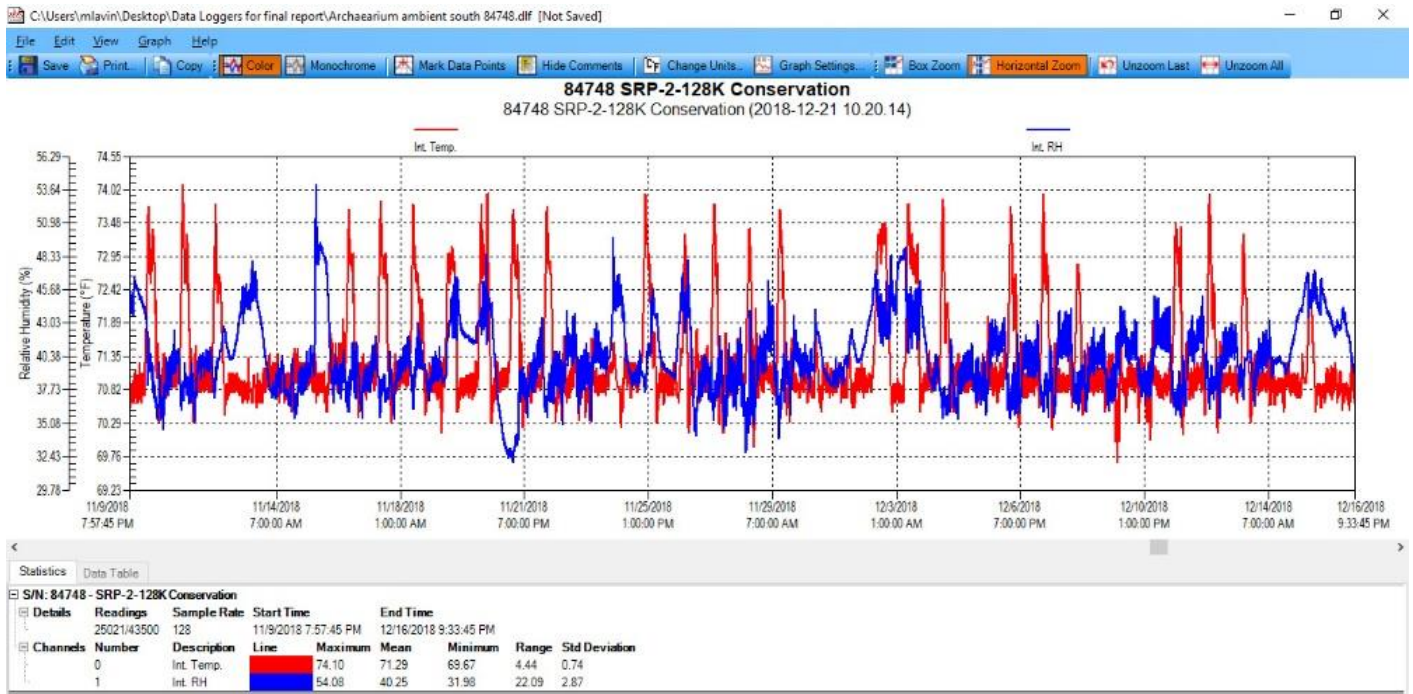 C:\Users\mlavin\Desktop\Data Loggers for final report\Archaearium ambient south 84748.dlf [Not Saved]
File Edit View Graph Help
Save Print... Copy Color Monochrome Mark Data Points Hide Comments Change Units... Graph Settings... Box Zoom Horizontal Zoom Unzoom Last Unzoom All
84748 SRP-2-128K Conservation
84748 SRP-2-128K Conservation (2018-12-21 10.20.14)
Int. Temp. Int. RH
56.29 74.55
53.64 74.02
50.98 73.48
48.33 72.95
45.68 72.42
43.03 71.89
40.38 71.35
37.73 70.82
35.08 70.29
32.43 69.76
29.78 69.23
Relative Humidity (%)
Temperature (°F)
11/9/2018 11/14/2018 11/18/2018 11/21/2018 11/25/2018 11/29/2018 12/3/2018 12/6/2018 12/10/2018 12/14/2018 12/16/2018
7:57:45 PM 7:00:00 AM 1:00:00 AM 7:00:00 PM 1:00:00 PM 7:00:00 AM 1:00:00 AM 7:00:00 PM 1:00:00 PM 7:00:00 AM 9:33:45 PM
Statistics Data Table
S/N: 84748 - SRP-2-128K Conservation
Details Readings Sample Rate Start Time End Time
25021/43500 128 11/9/2018 7:57:45 PM 12/16/2018 9:33:45 PM
Channels Number Description Line Maximum Mean Minimum Range Std Deviation
0 Int. Temp. 74.10 71.29 69.67 4.44 0.74
1 Int. RH 54.08 40.25 31.98 22.09 2.87